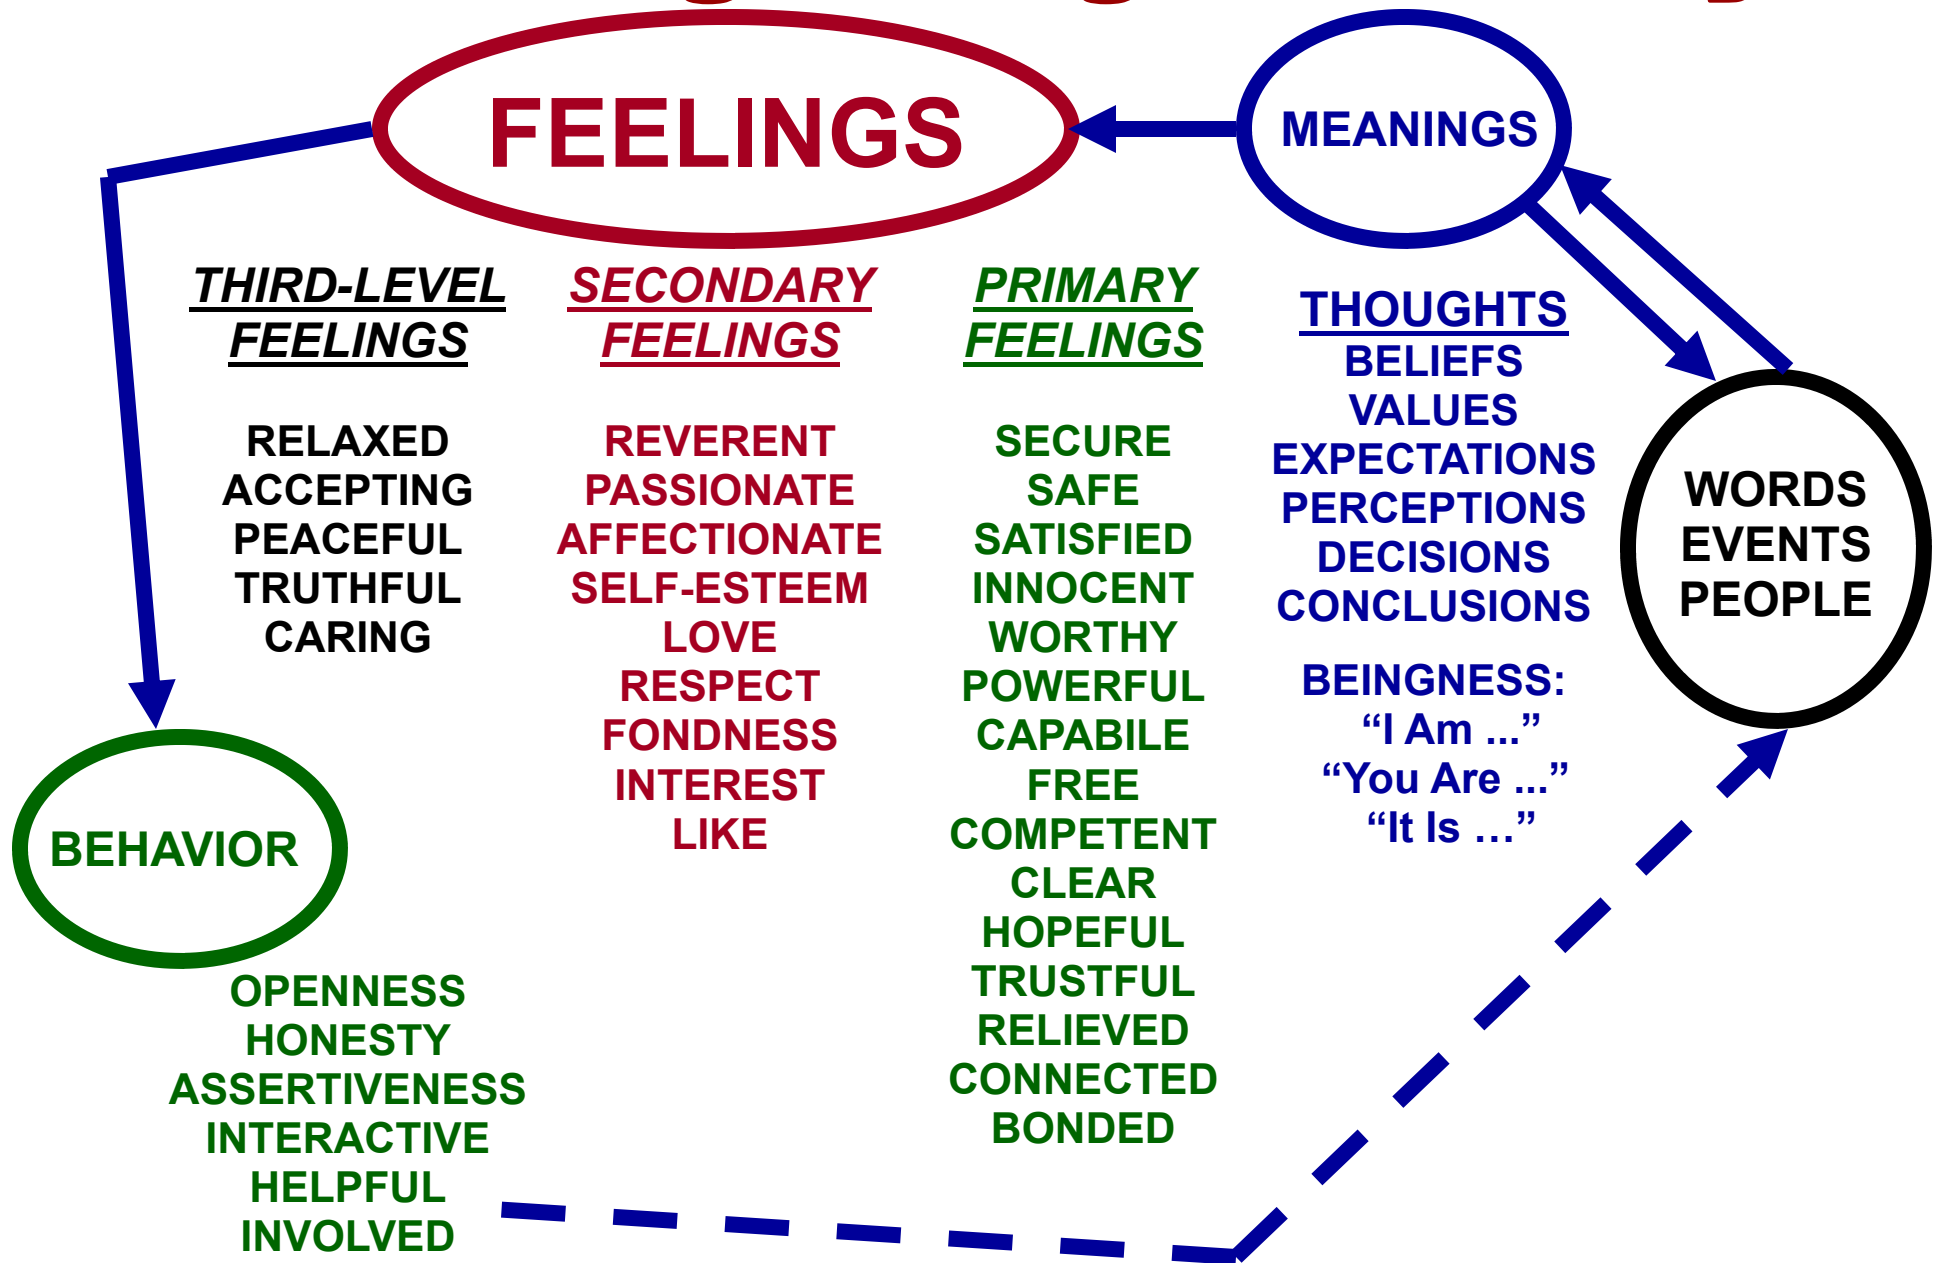 FEELINGS
MEANINGS
THIRD-LEVEL
FEELINGS
RELAXED
ACCEPTING
PEACEFUL
TRUTHFUL
CARING
SECONDARY
FEELINGS
REVERENT
PASSIONATE
AFFECTIONATE
SELF-ESTEEM
LOVE
RESPECT
FONDNESS
INTEREST
LIKE
PRIMARY
FEELINGS
SECURE
SAFE
SATISFIED
INNOCENT
WORTHY
POWERFUL
CAPABILE
FREE
COMPETENT
CLEAR
HOPEFUL
TRUSTFUL
RELIEVED
CONNECTED
BONDED
THOUGHTS
BELIEFS
VALUES
EXPECTATIONS
PERCEPTIONS
DECISIONS
CONCLUSIONS
BEINGNESS:
“I Am ...”
“You Are ...”
“It Is …”
WORDS
EVENTS
PEOPLE
BEHAVIOR
OPENNESS
HONESTY
ASSERTIVENESS
INTERACTIVE
HELPFUL
INVOLVED